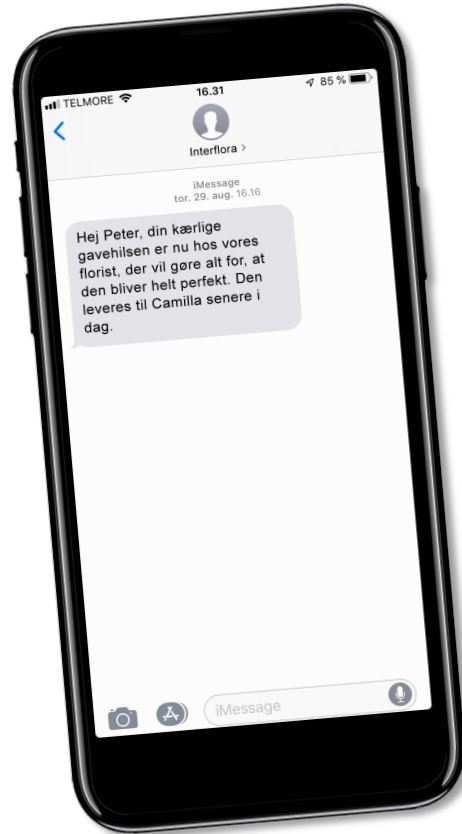 TELMORE
16.31
85 %
Interflora >
iMessage
tor. 29. aug. 16.16
Hej Peter, din kærlige
gavehilsen er nu hos vores
florist, der vil gøre alt for, at
den bliver helt perfekt. Den
leveres til Camilla senere i
dag.
iMessage